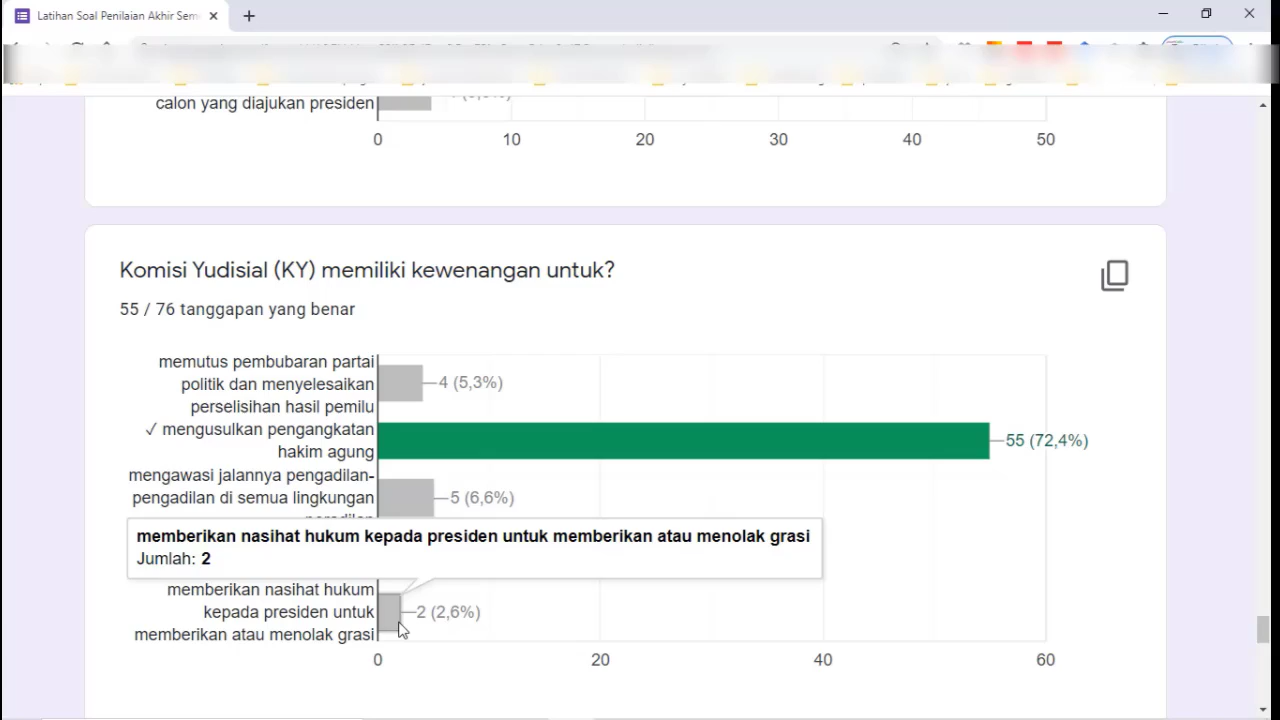 Latihan Soal Penilaian Akhir Sem
calon yang diajukan presiden
0 10 20 30 40 50
Komisi Yudisial (KY) memiliki kewenangan untuk?
55 / 76 tanggapan yang benar
memutus pembubaran partai
politik dan menyelesaikan
perselisihan hasil pemilu
4 (5,3%)
✓ mengusulkan pengangkatan
hakim agung
55 (72,4%)
mengawasi jalannya pengadilan-
pengadilan di semua lingkungan
5 (6,6%)
memberikan nasihat hukum kepada presiden untuk memberikan atau menolak grasi
Jumlah: 2
memberikan nasihat hukum
kepada presiden untuk
memberikan atau menolak grasi
2 (2,6%)
0 20 40 60